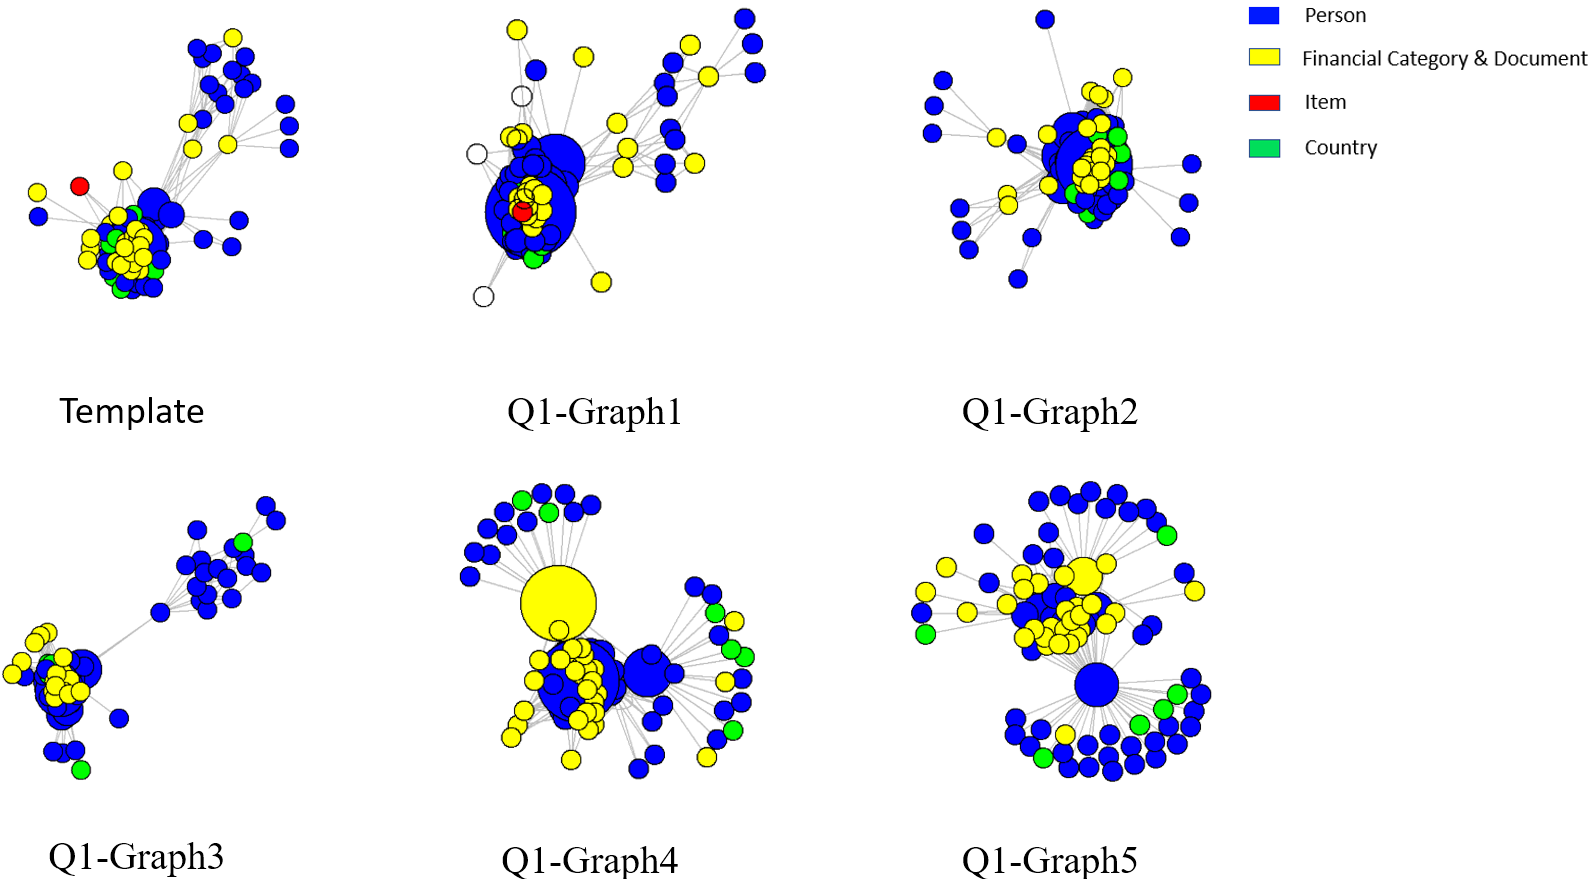 Person
Financial Category & Document
Item
Country
Template
Q1-Graph1
Q1-Graph2
Q1-Graph3
Q1-Graph4
Q1-Graph5